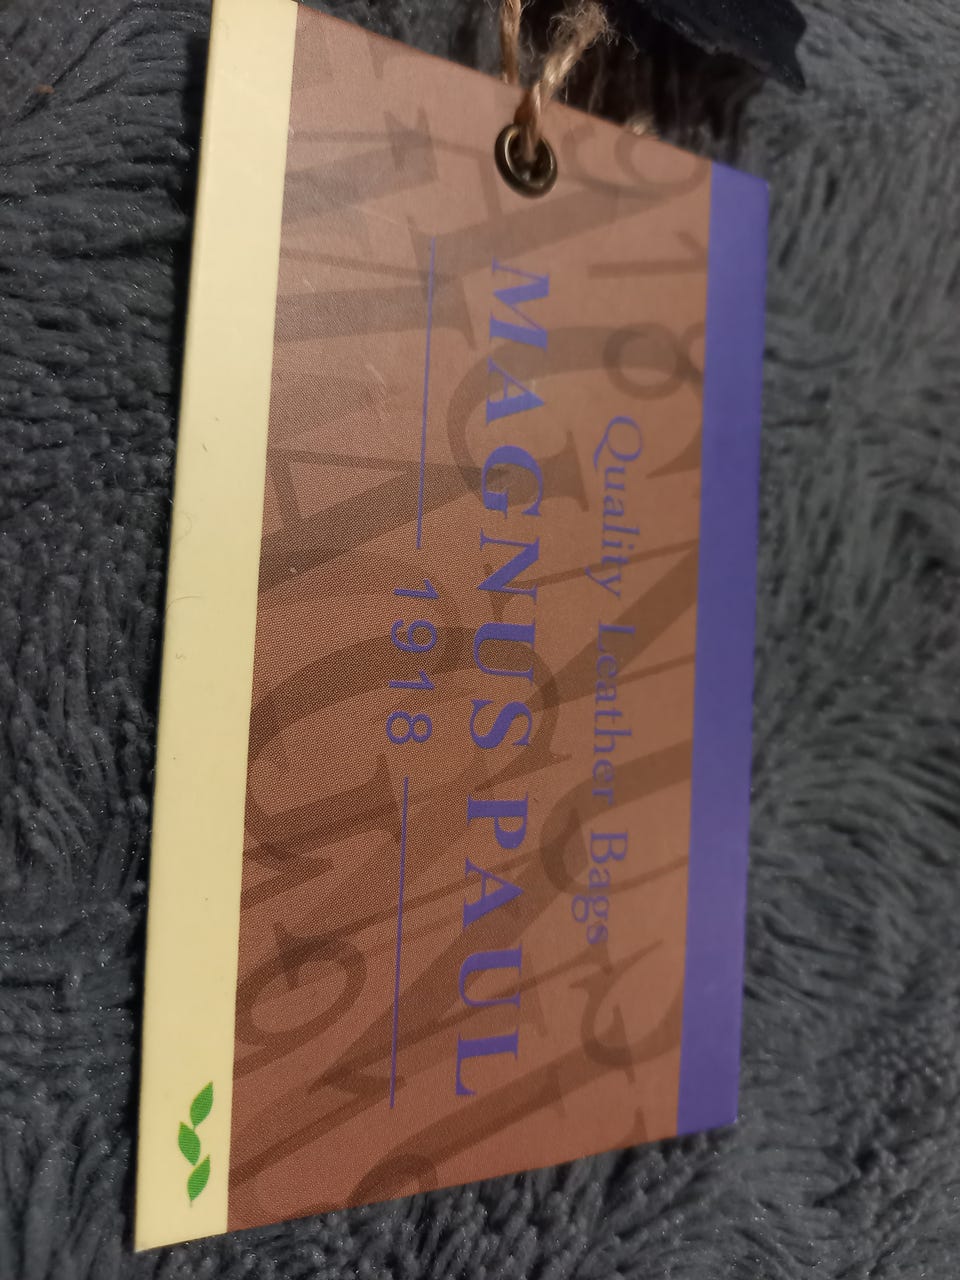 Quality Leather Bags
MAGNUS PAUL
1918